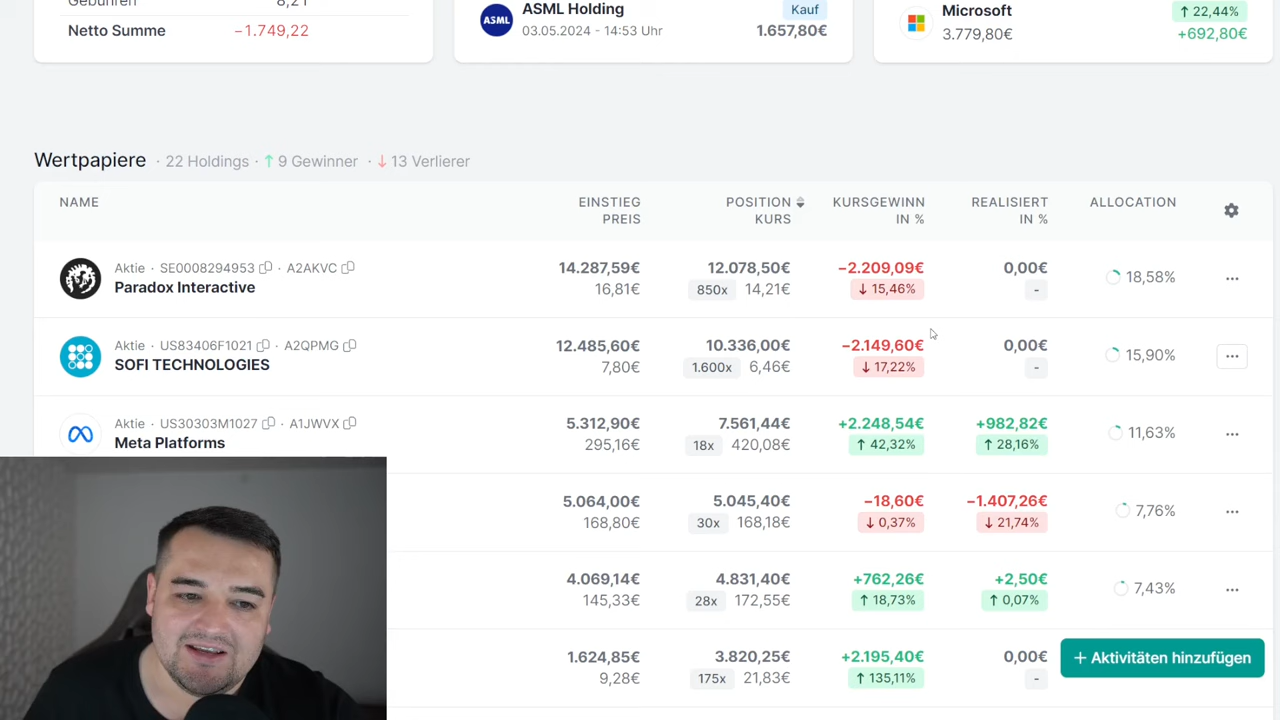 Gebühren 8,21
Netto Summe −1.749,22
ASML
ASML Holding
Kauf
03.05.2024 - 14:53 Uhr
1.657,80€
Microsoft
↑ 22,44%
3.779,80€
+692,80€
Wertpapiere · 22 Holdings · ↑ 9 Gewinner · ↓ 13 Verlierer
NAME EINSTIEG POSITION KURSGEWINN REALISIERT ALLOCATION
PREIS KURS IN % IN %
Aktie · SE0008294953 · A2AKVC 14.287,59€ 12.078,50€ −2.209,09€ 0,00€ 18,58%
Paradox Interactive 16,81€ 850x 14,21€ ↓ 15,46% -
Aktie · US83406F1021 · A2QPMG 12.485,60€ 10.336,00€ −2.149,60€ 0,00€ 15,90%
SOFI TECHNOLOGIES 7,80€ 1.600x 6,46€ ↓ 17,22% -
Aktie · US30303M1027 · A1JWVX 5.312,90€ 7.561,44€ +2.248,54€ +982,82€ 11,63%
Meta Platforms 295,16€ 18x 420,08€ ↑ 42,32% ↑ 28,16%
5.064,00€ 5.045,40€ −18,60€ −1.407,26€ 7,76%
168,80€ 30x 168,18€ ↓ 0,37% ↓ 21,74%
4.069,14€ 4.831,40€ +762,26€ +2,50€ 7,43%
145,33€ 28x 172,55€ ↑ 18,73% ↑ 0,07%
1.624,85€ 3.820,25€ +2.195,40€ 0,00€ + Aktivitäten hinzufügen
9,28€ 175x 21,83€ ↑ 135,11% -